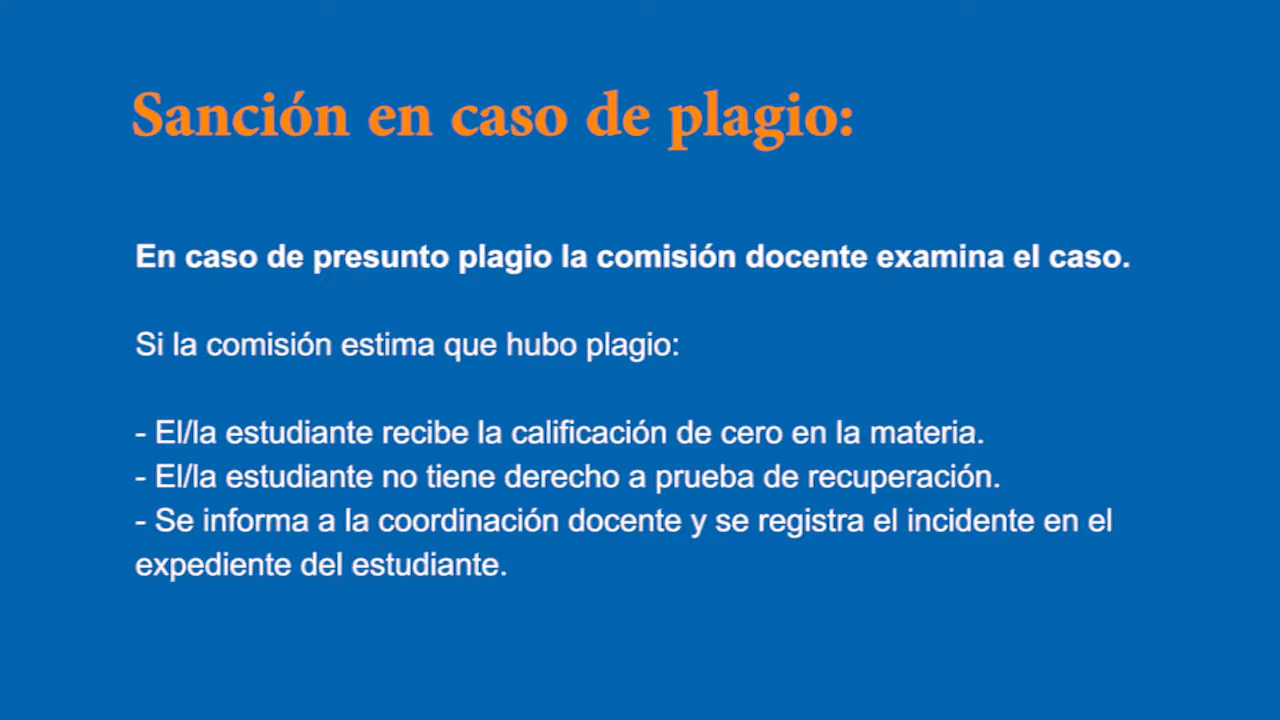 Sanción en caso de plagio:
En caso de presunto plagio la comisión docente examina el caso.
Si la comisión estima que hubo plagio:
- El/la estudiante recibe la calificación de cero en la materia.
- El/la estudiante no tiene derecho a prueba de recuperación.
- Se informa a la coordinación docente y se registra el incidente en el
expediente del estudiante.